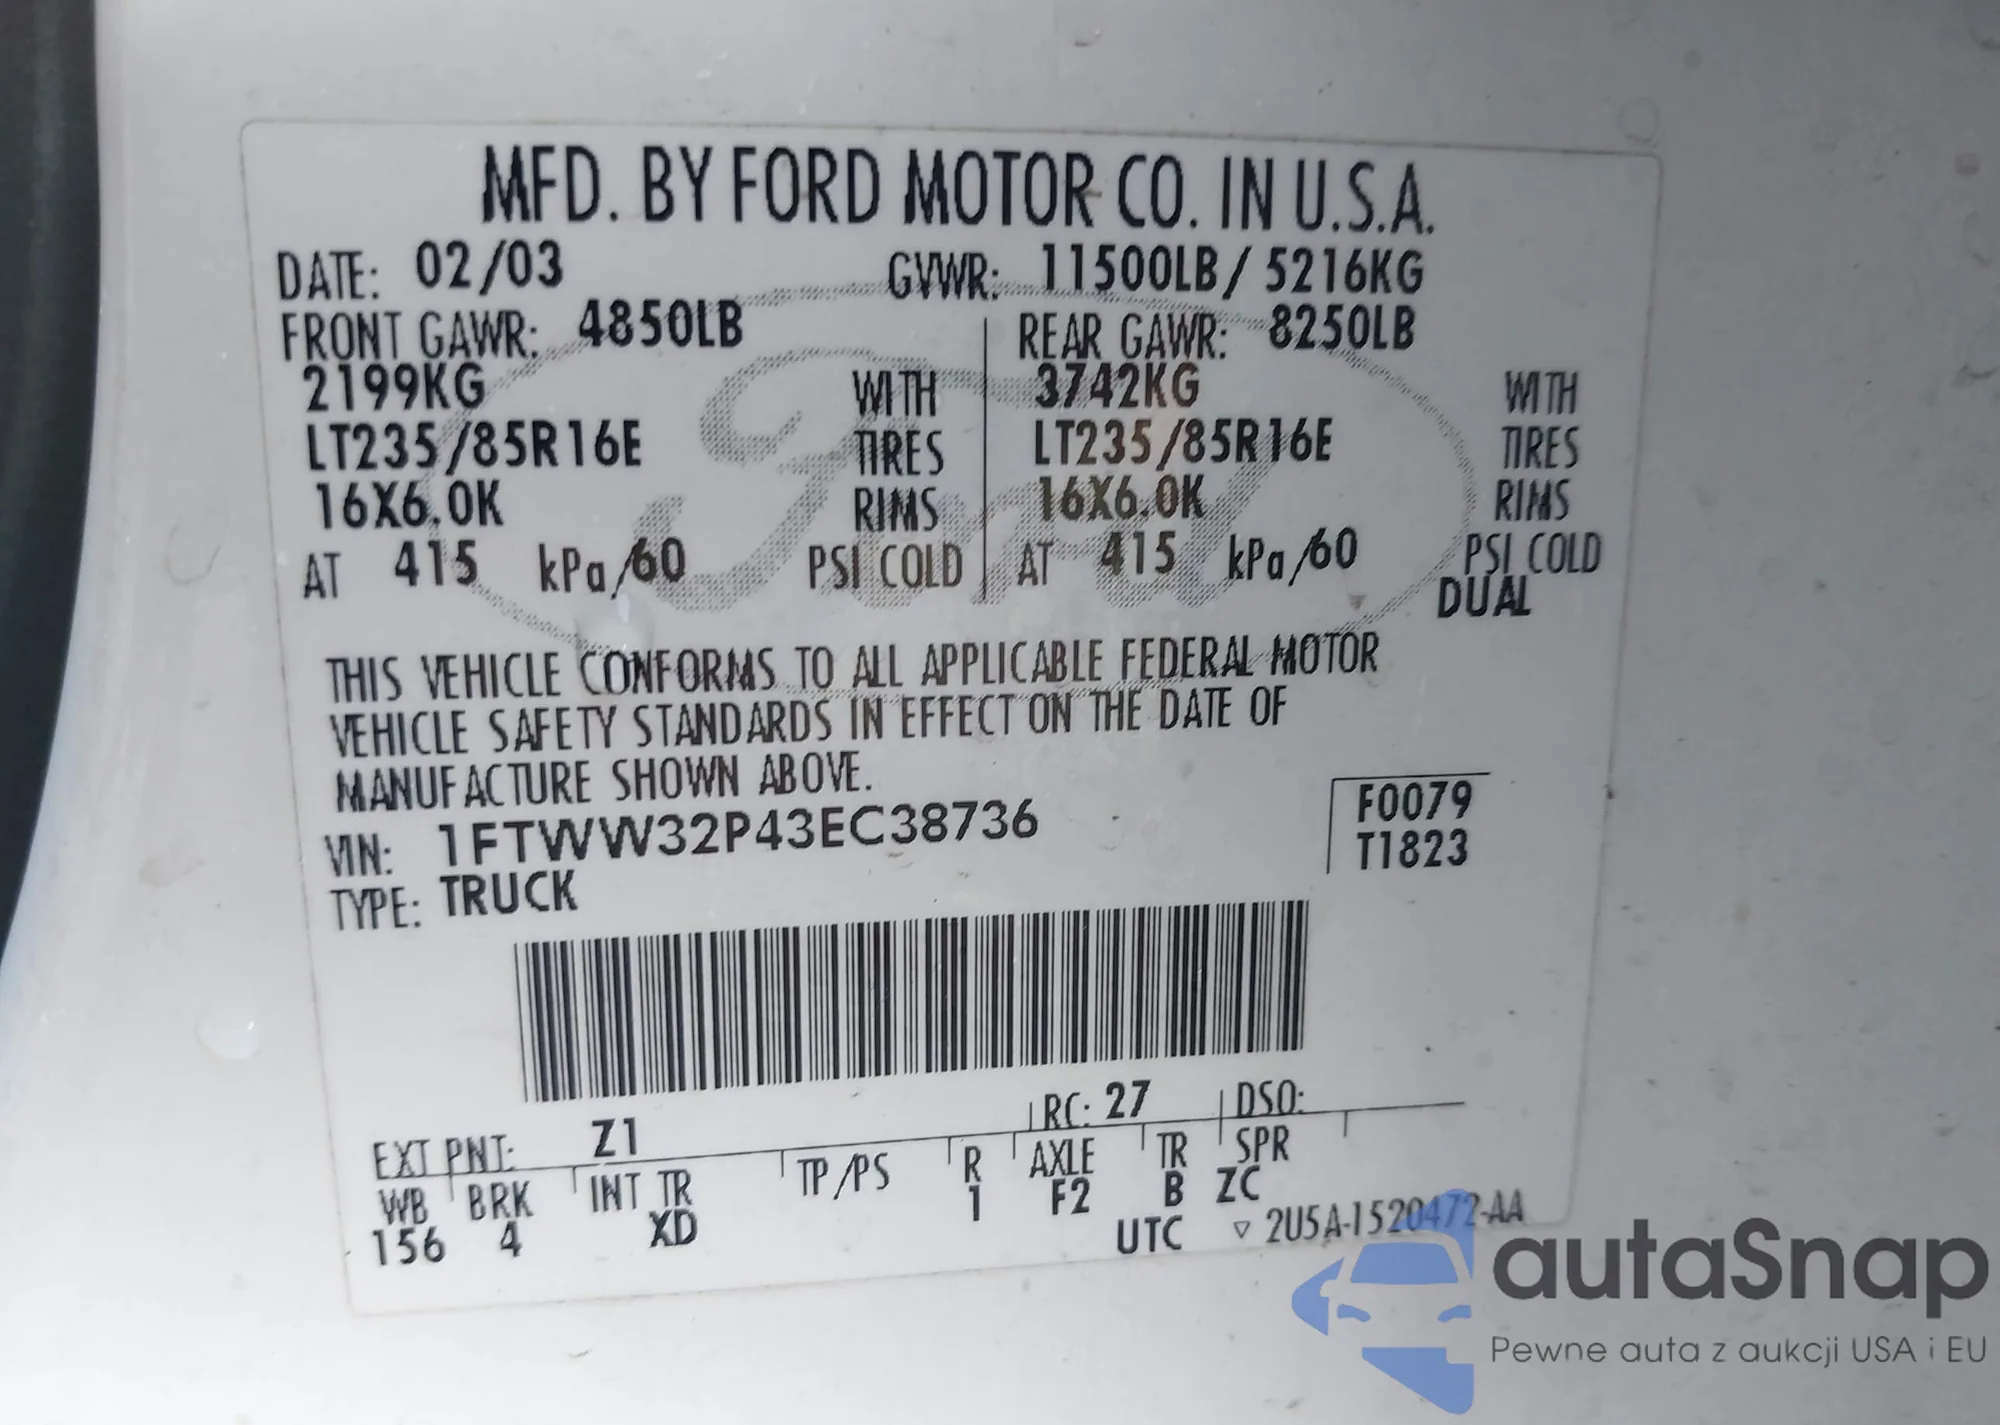 MFD. BY FORD MOTOR CO. IN U.S.A.
DATE: 02/03 GVWR: 11500LB/ 5216KG
FRONT GAWR: 4850LB REAR GAWR: 8250LB
2199KG WITH 3742KG WITH
LT235/85R16E TIRES LT235/85R16E TIRES
16X6.0K RIMS 16X6.0K RIMS
AT 415 kPa/60 PSI COLD AT 415 kPa/60 PSI COLD
DUAL
Ford
THIS VEHICLE CONFORMS TO ALL APPLICABLE FEDERAL MOTOR
VEHICLE SAFETY STANDARDS IN EFFECT ON THE DATE OF
MANUFACTURE SHOWN ABOVE.
VIN: 1FTWW32P43EC38736
TYPE: TRUCK
F0079
T1823
EXT PNT: Z1 RC: 27 DSO:
WB BRK INT TR TP/PS R AXLE TR SPR
156 4 XD 1 F2 B ZC
UTC ▽ 2U5A-1520472-AA
autaSnap
Pewne auta z aukcji USA i EU